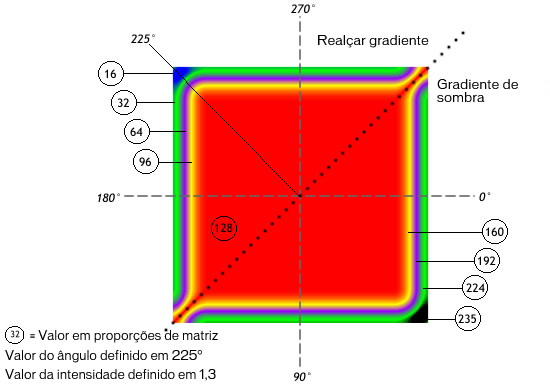 270°
Realçar gradiente
225°
16
Gradiente de
sombra
32
64
96
180°
0°
128
160
192
224
235
32 = Valor em proporções de matriz
Valor do ângulo definido em 225º
Valor da intensidade definido em 1,3
90°